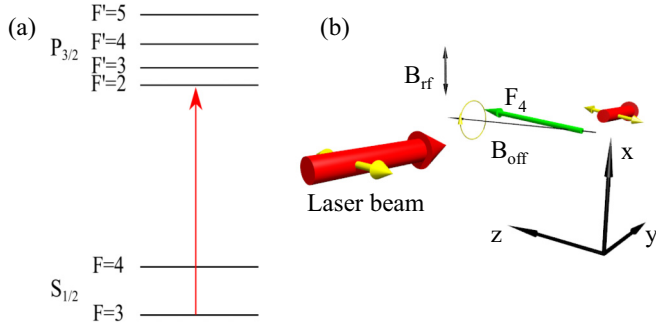 (a)
F'=5
F'=4
P3/2
F'=3
F'=2
F=4
S1/2
F=3
(b)
Brf
F4
Boff
Laser beam
x
z
y